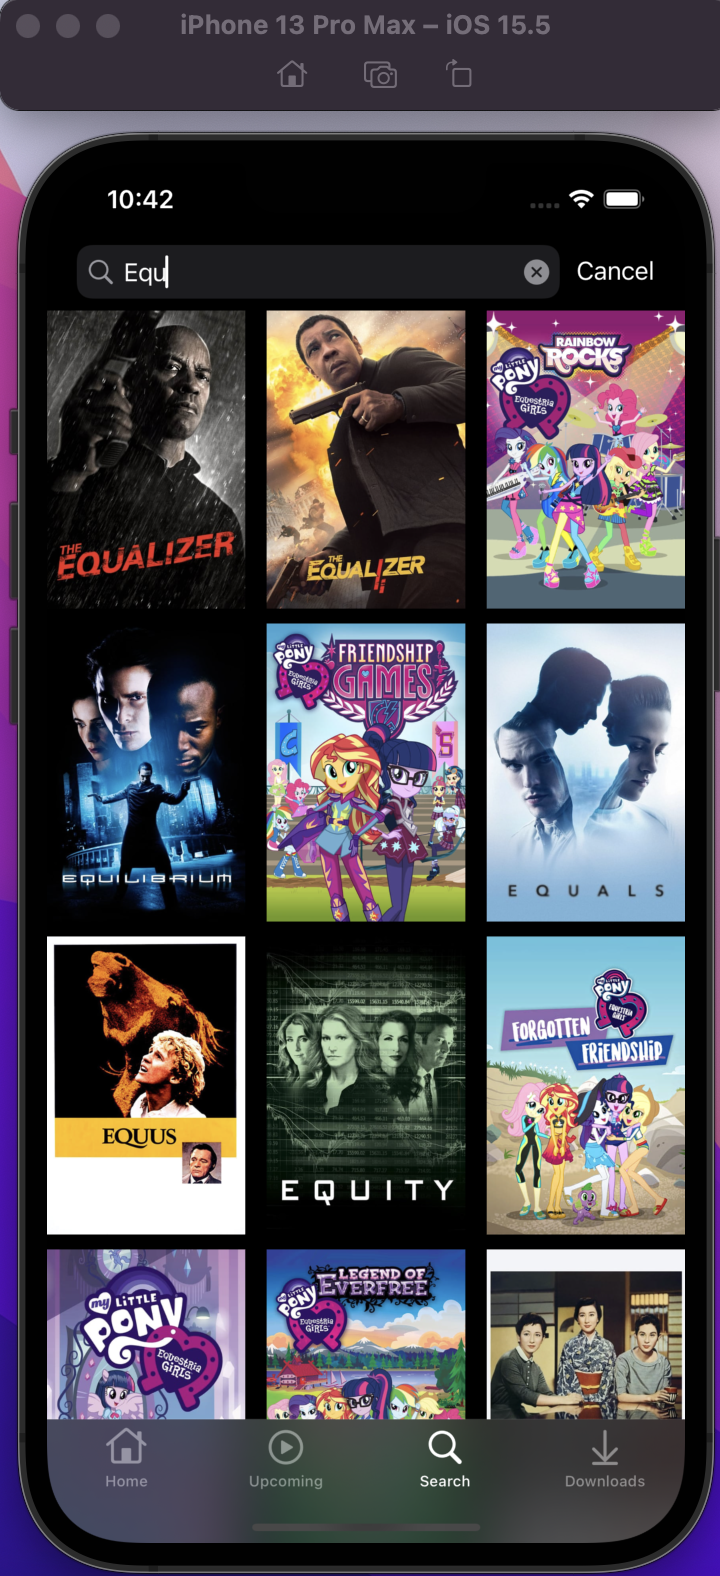 iPhone 13 Pro Max – iOS 15.5
10:42
Equ
Cancel
THE
EQUALIZER
THE
EQUALIZER
II
RAINBOW
ROCKS
my LITTLE
PONY
EQUESTRIA
GIRLS
EQUILIBRIUM
my LITTLE
PONY
EQUESTRIA
GIRLS
FRIENDSHIP
GAMES
C
S
EQUALS
EQUUS
EQUITY
my LITTLE
PONY
EQUESTRIA
GIRLS
FORGOTTEN
FRIENDSHIP
my LITTLE
PONY
EQUESTRIA
GIRLS
my LITTLE
PONY
EQUESTRIA
GIRLS
LEGEND OF
EVERFREE
Home
Upcoming
Search
Downloads